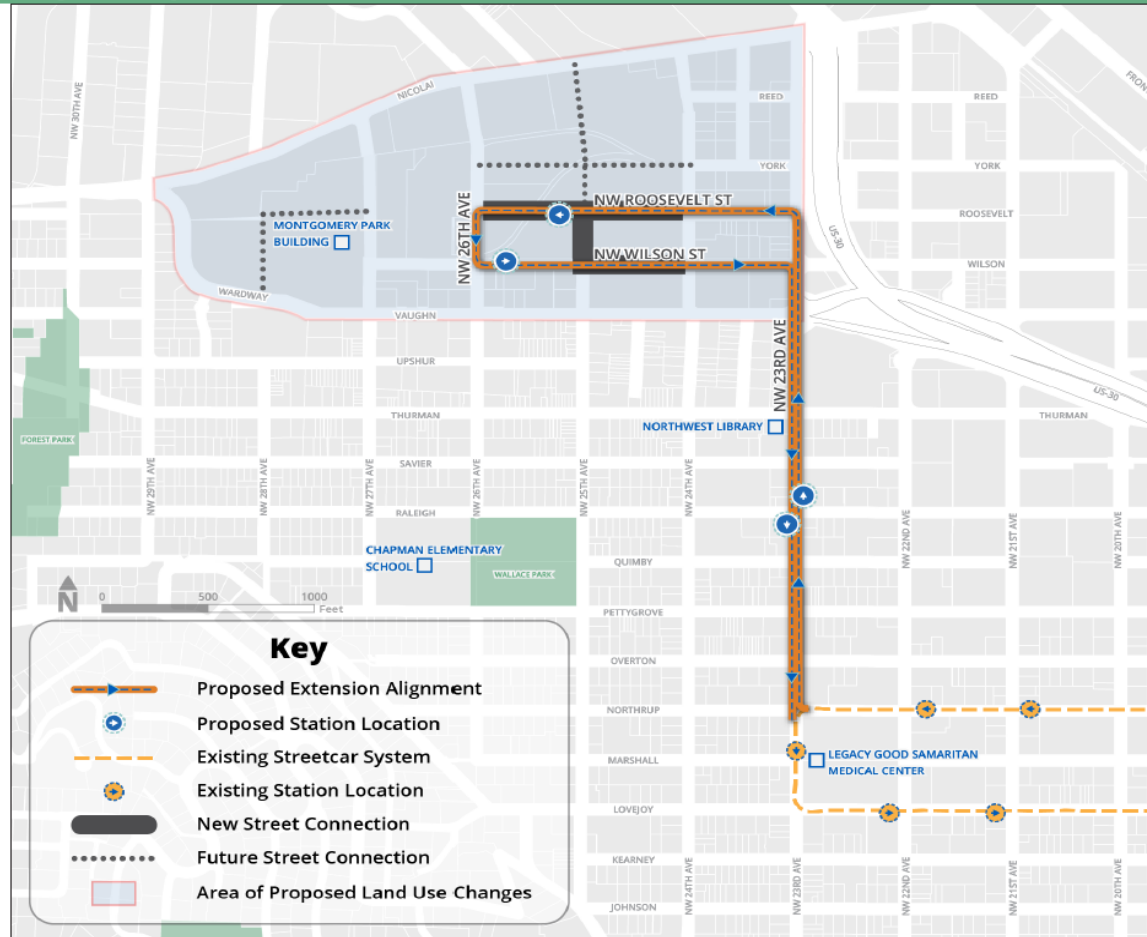 NW 30TH AVE
NICOLAI
FRON
REED
REED
YORK
YORK
NW ROOSEVELT ST
ROOSEVELT
MONTGOMERY PARK
BUILDING
NW 26TH AVE
US-30
NW WILSON ST
WILSON
WARDWAY
VAUGHN
NW 23RD AVE
UPSHUR
US-30
THURMAN
THURMAN
NORTHWEST LIBRARY
FOREST PARK
SAVIER
NW 29TH AVE
NW 28TH AVE
NW 27TH AVE
NW 26TH AVE
NW 25TH AVE
NW 24TH AVE
RALEIGH
NW 22ND AVE
NW 21ST AVE
NW 20TH AVE
CHAPMAN ELEMENTARY
SCHOOL
WALLACE PARK
QUIMBY
N
0 500 1000
Feet
PETTYGROVE
Key
OVERTON
Proposed Extension Alignment
NORTHRUP
Proposed Station Location
Existing Streetcar System
MARSHALL
LEGACY GOOD SAMARITAN
MEDICAL CENTER
Existing Station Location
LOVEJOY
New Street Connection
Future Street Connection
KEARNEY
NW 24TH AVE
NW 23RD AVE
NW 22ND AVE
NW 21ST AVE
NW 20TH AVE
Area of Proposed Land Use Changes
JOHNSON